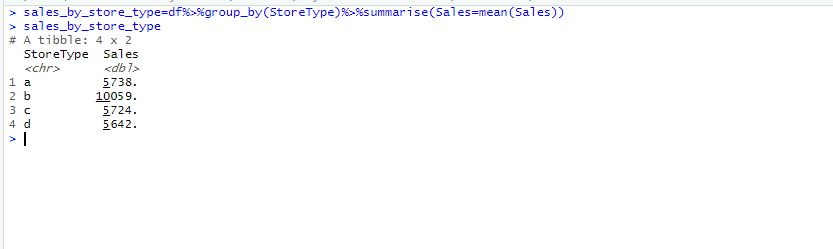 > sales_by_store_type=df%>%group_by(StoreType)%>%summarise(Sales=mean(Sales))
> sales_by_store_type
# A tibble: 4 x 2
StoreType Sales
<chr> <dbl>
1 a 5738.
2 b 10059.
3 c 5724.
4 d 5642.
>